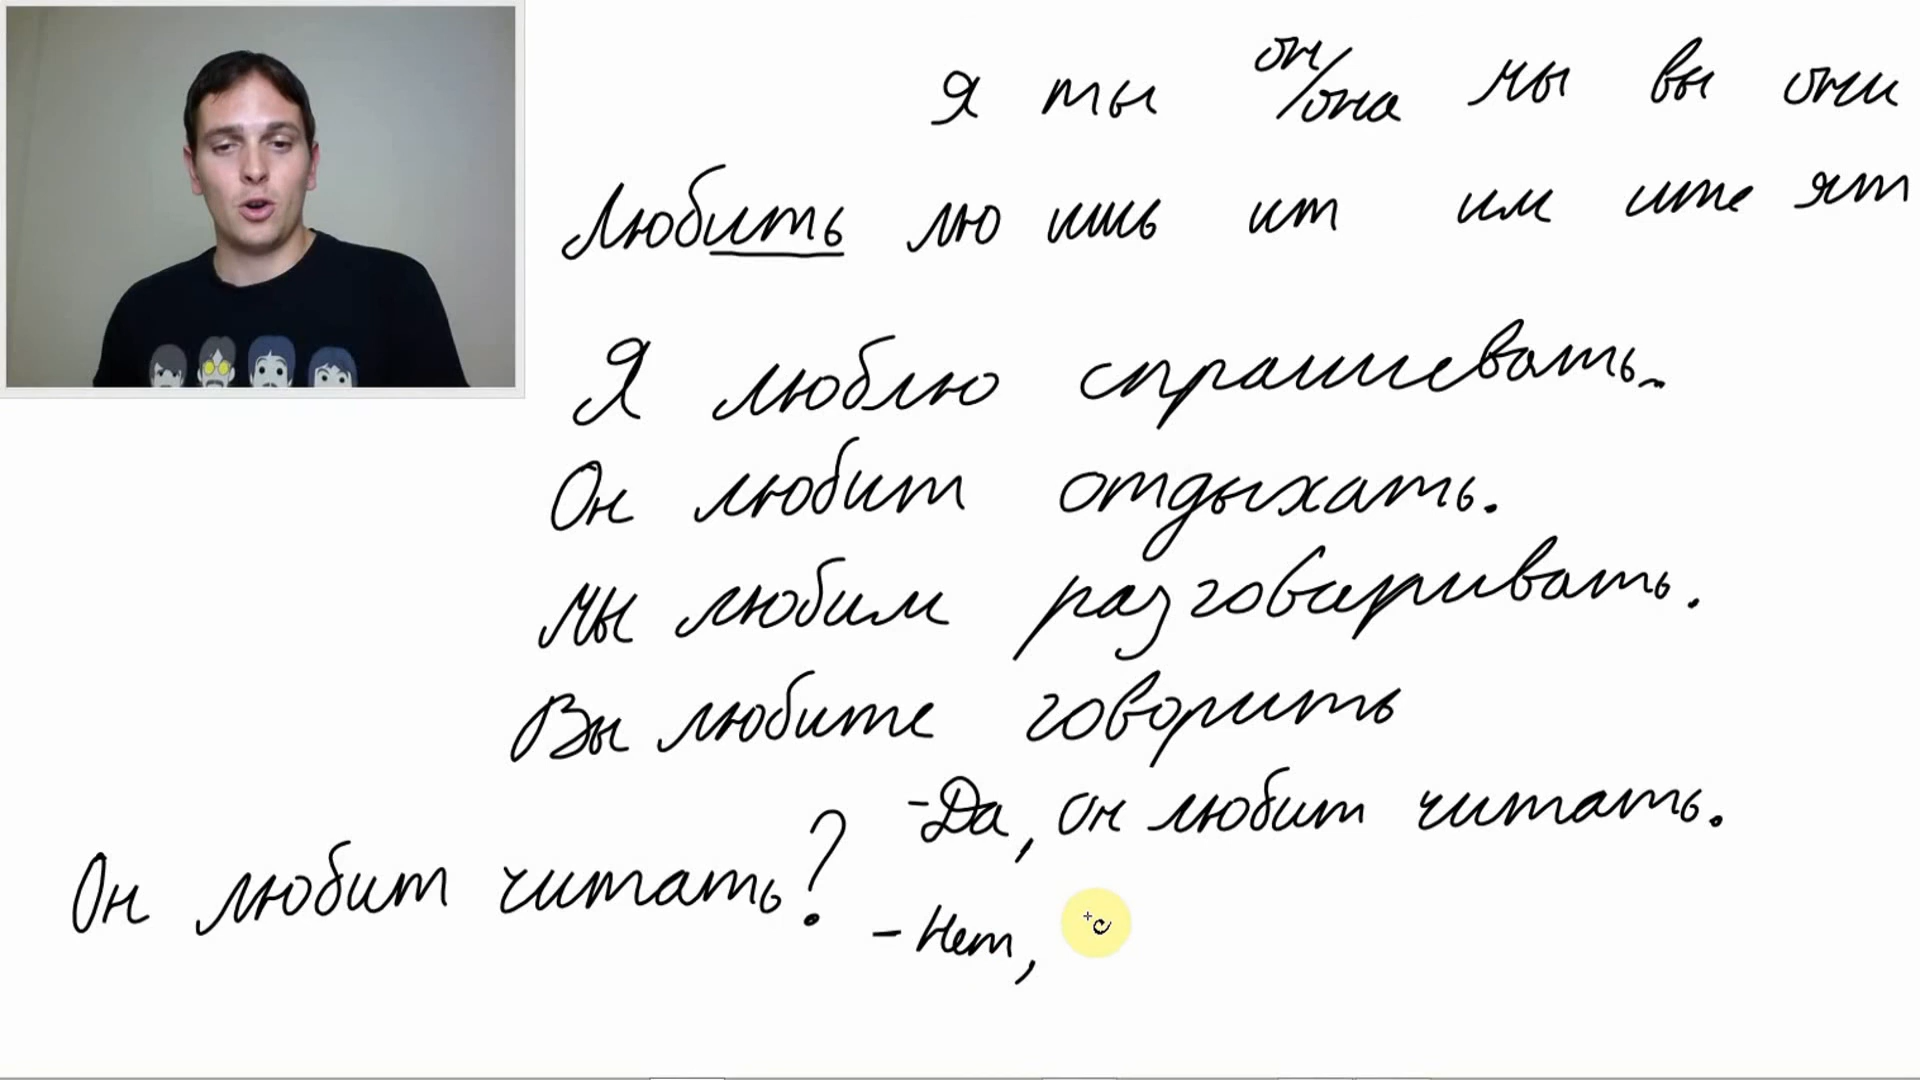 я ты он/она мы вы они
Любить лю ишь ит им ите ят
Я люблю спрашивать.
Он любит отдыхать.
Мы любим разговаривать.
Вы любите говорить
- Да, он любит читать.
Он любит читать?
- Нет,